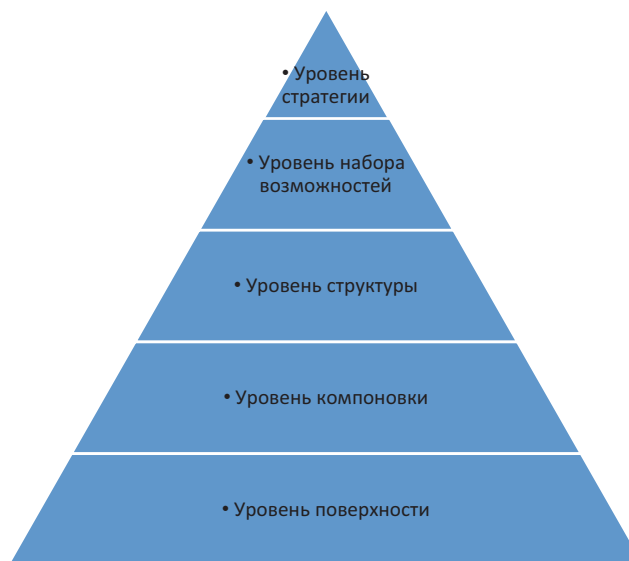 • Уровень
стратегии
• Уровень набора
возможностей
• Уровень структуры
• Уровень компоновки
• Уровень поверхности